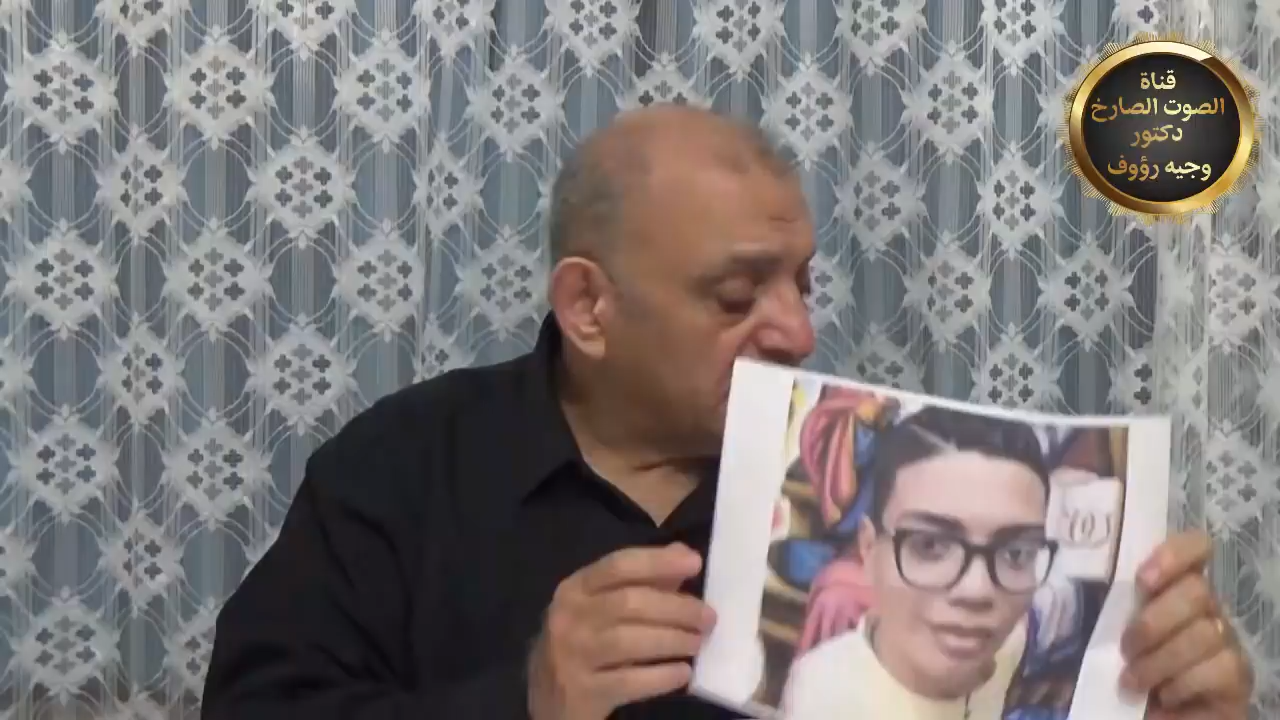 قناة
الصوت الصارخ
دكتور
وجيه رؤوف